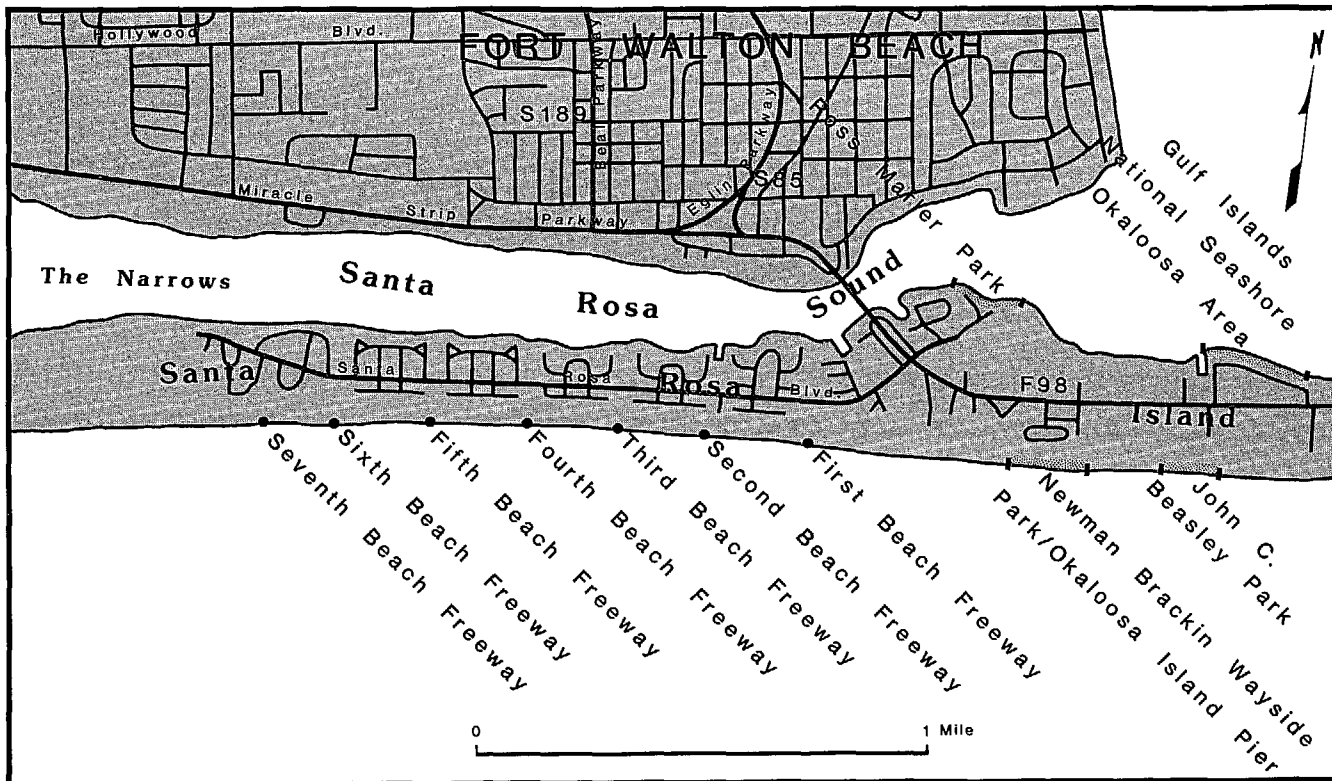 Hollywood Blvd.
FORT WALTON BEACH
N
S189
Beal Parkway
Eglin Parkway
S85
Ross Marler Park
Gulf Islands
National Seashore
Okaloosa Area
Miracle Strip Parkway
The Narrows
Santa Rosa Sound
Santa Rosa Island
Santa Rosa Blvd.
F98
Seventh Beach Freeway
Sixth Beach Freeway
Fifth Beach Freeway
Fourth Beach Freeway
Third Beach Freeway
Second Beach Freeway
First Beach Freeway
Newman Brackin Wayside
Park/Okaloosa Island Pier
John C.
Beasley Park
0 1 Mile